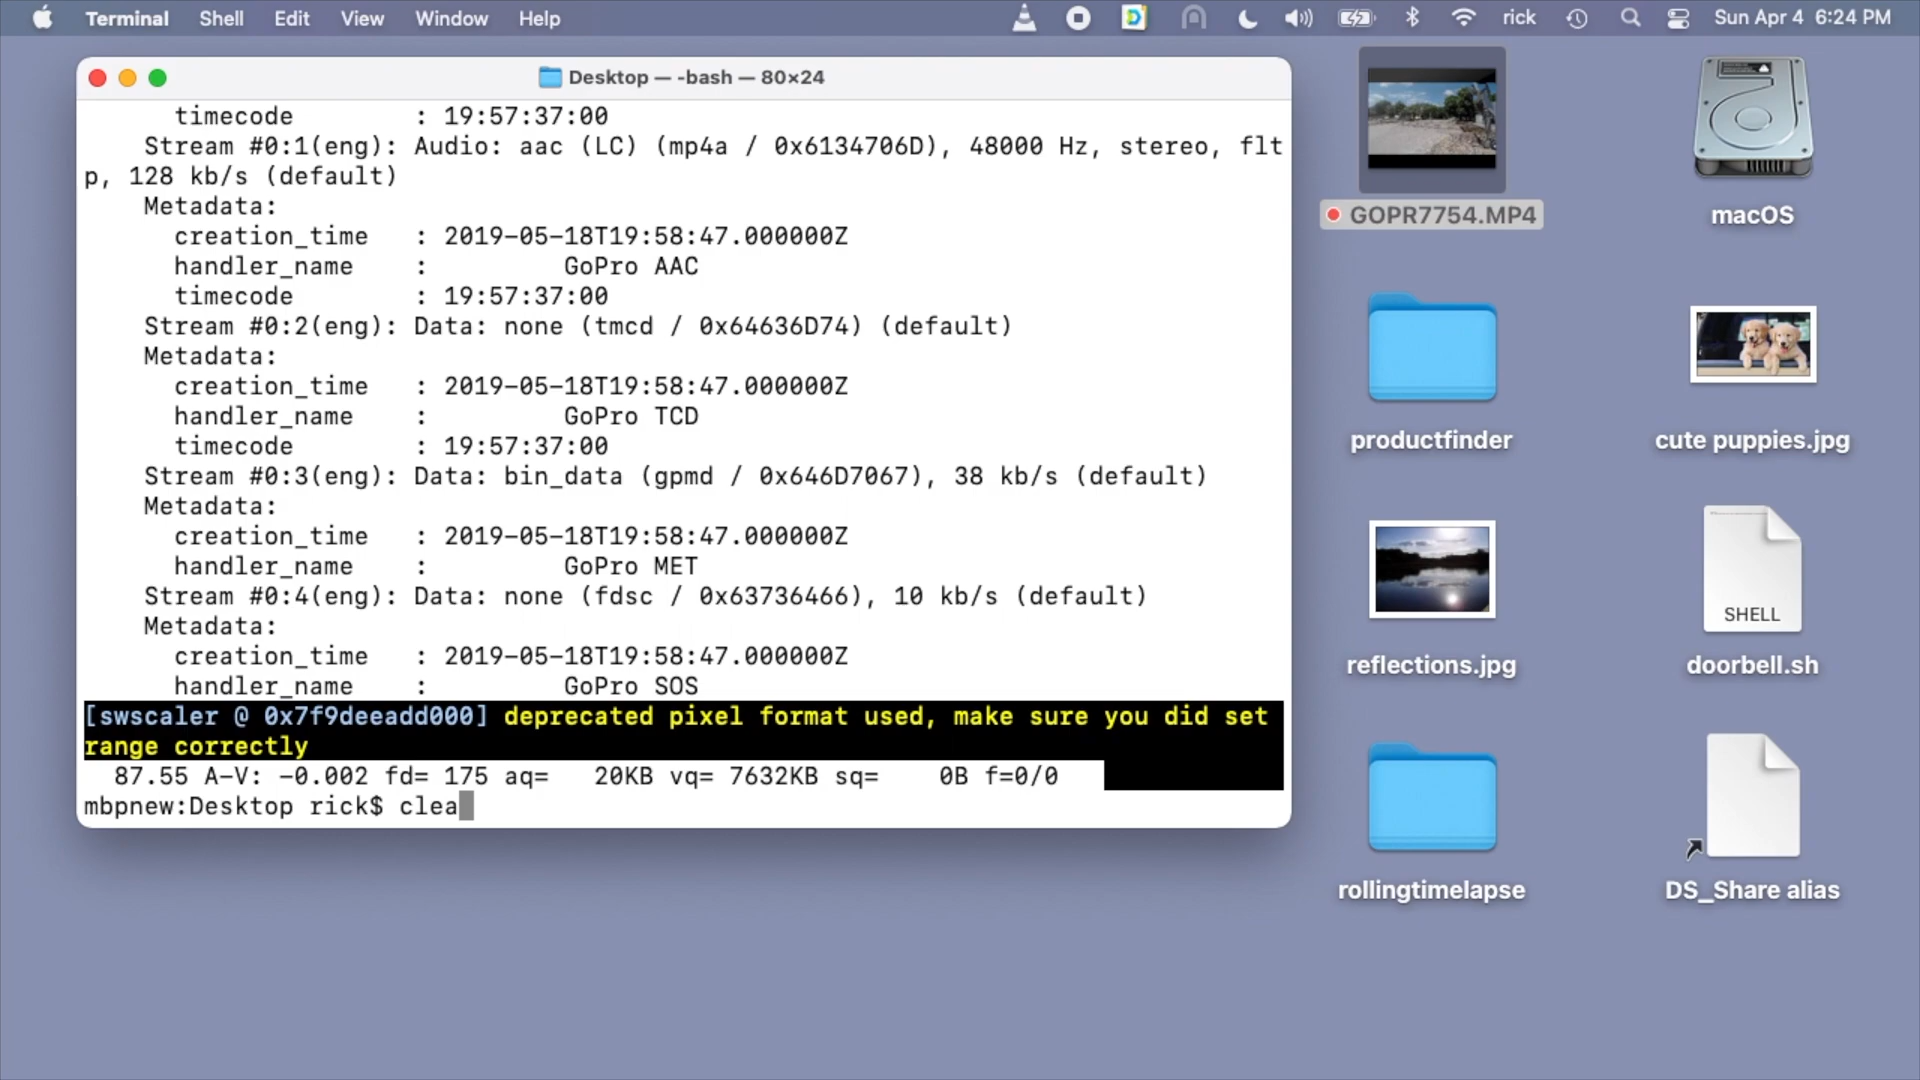 Terminal Shell Edit View Window Help rick Sun Apr 4 6:24 PM
Desktop — -bash — 80×24
timecode : 19:57:37:00
Stream #0:1(eng): Audio: aac (LC) (mp4a / 0x6134706D), 48000 Hz, stereo, flt
p, 128 kb/s (default)
Metadata:
creation_time : 2019-05-18T19:58:47.000000Z
handler_name : GoPro AAC
timecode : 19:57:37:00
Stream #0:2(eng): Data: none (tmcd / 0x64636D74) (default)
Metadata:
creation_time : 2019-05-18T19:58:47.000000Z
handler_name : GoPro TCD
timecode : 19:57:37:00
Stream #0:3(eng): Data: bin_data (gpmd / 0x646D7067), 38 kb/s (default)
Metadata:
creation_time : 2019-05-18T19:58:47.000000Z
handler_name : GoPro MET
Stream #0:4(eng): Data: none (fdsc / 0x63736466), 10 kb/s (default)
Metadata:
creation_time : 2019-05-18T19:58:47.000000Z
handler_name : GoPro SOS
[swscaler @ 0x7f9deeadd000] deprecated pixel format used, make sure you did set
range correctly
87.55 A-V: -0.002 fd= 175 aq= 20KB vq= 7632KB sq= 0B f=0/0
mbpnew:Desktop rick$ clea
GOPR7754.MP4
macOS
productfinder
cute puppies.jpg
reflections.jpg
SHELL
doorbell.sh
rollingtimelapse
DS_Share alias